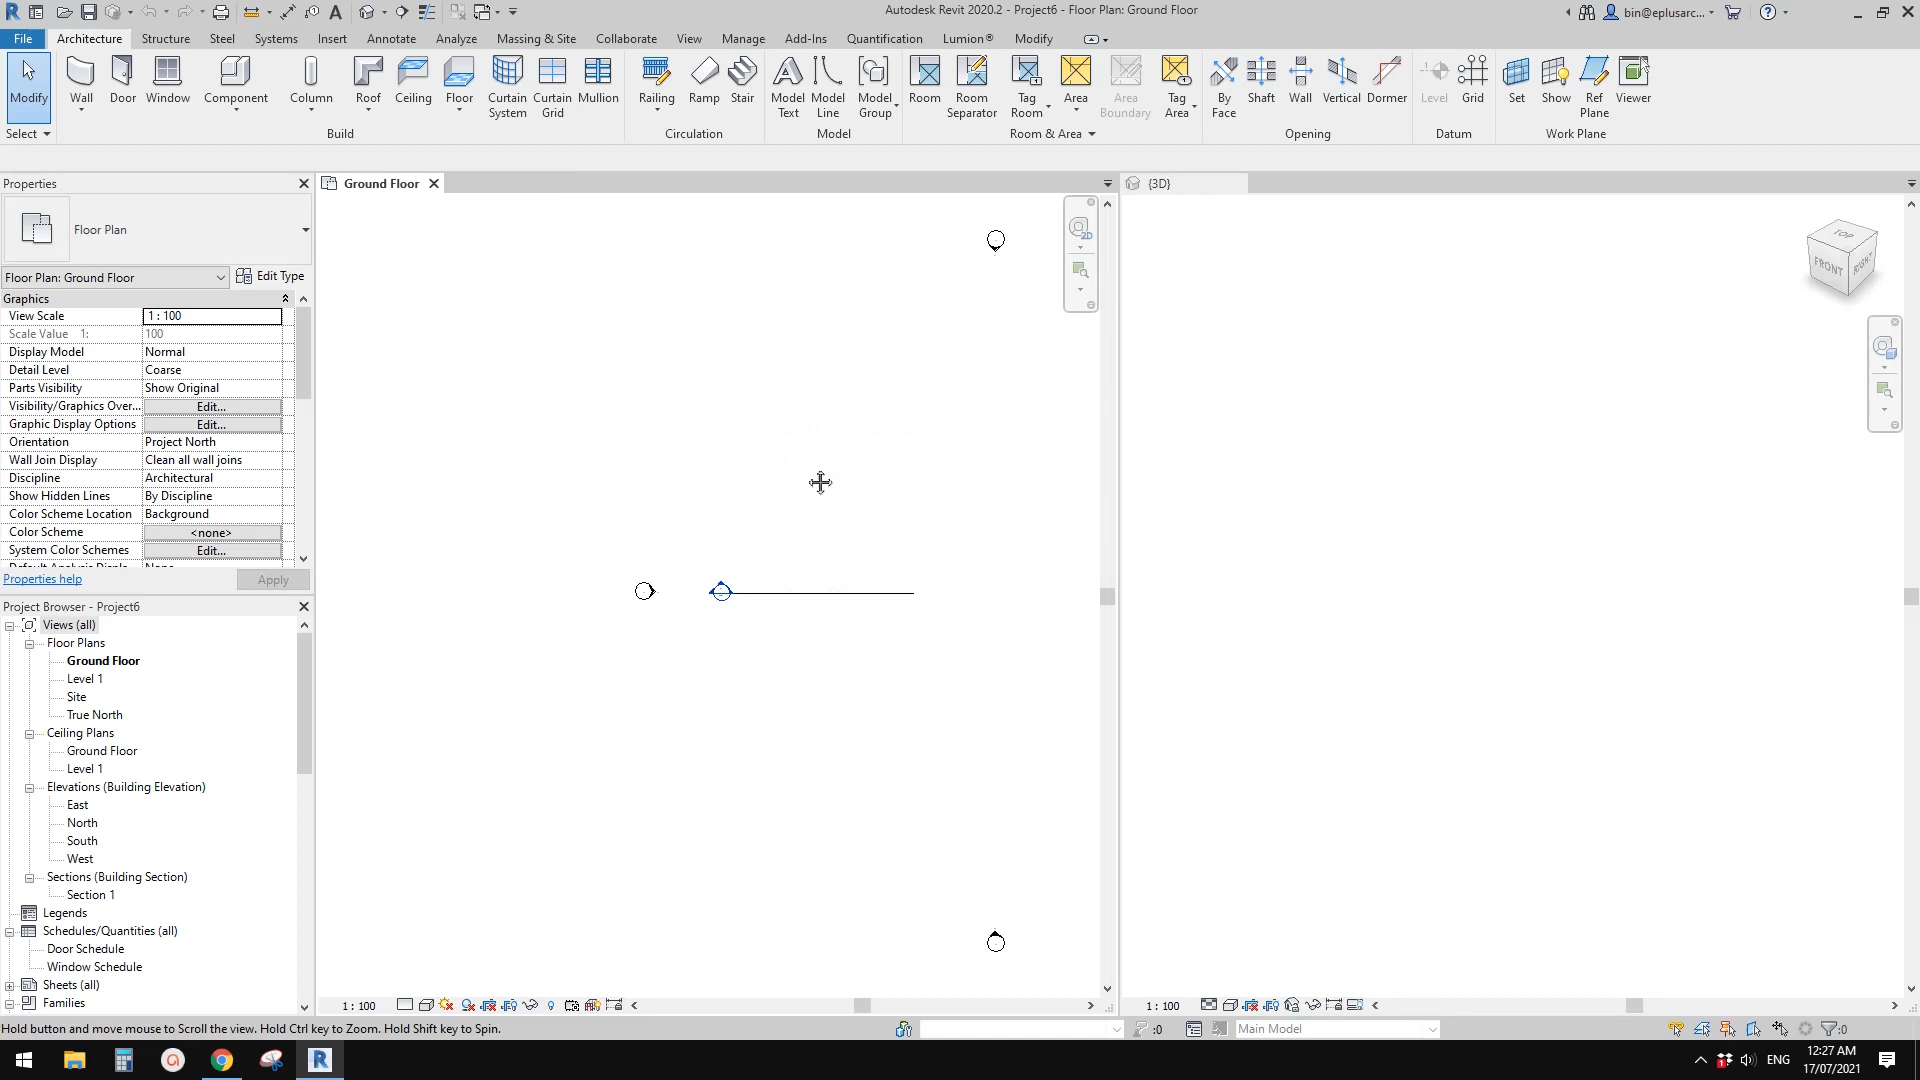 Autodesk Revit 2020.2 - Project6 - Floor Plan: Ground Floor
bin@eplusarc...
File Architecture Structure Steel Systems Insert Annotate Analyze Massing & Site Collaborate View Manage Add-Ins Quantification Lumion® Modify
Modify Wall Door Window Component Column Roof Ceiling Floor Curtain System Curtain Grid Mullion Railing Ramp Stair Model Text Model Line Model Group Room Room Separator Tag Room Area Area Boundary Tag Area By Face Shaft Wall Vertical Dormer Level Grid Set Show Ref Plane Viewer
Select Build Circulation Model Room & Area Opening Datum Work Plane
Properties
Ground Floor
{3D}
Floor Plan
Floor Plan: Ground Floor Edit Type
Graphics
View Scale 1 : 100
Scale Value 1: 100
Display Model Normal
Detail Level Coarse
Parts Visibility Show Original
Visibility/Graphics Over... Edit...
Graphic Display Options Edit...
Orientation Project North
Wall Join Display Clean all wall joins
Discipline Architectural
Show Hidden Lines By Discipline
Color Scheme Location Background
Color Scheme <none>
System Color Schemes Edit...
Properties help Apply
Project Browser - Project6
Views (all)
Floor Plans
Ground Floor
Level 1
Site
True North
Ceiling Plans
Ground Floor
Level 1
Elevations (Building Elevation)
East
North
South
West
Sections (Building Section)
Section 1
Legends
Schedules/Quantities (all)
Door Schedule
Window Schedule
Sheets (all)
Families
2D
TOP
FRONT
RIGHT
1 : 100
1 : 100
Hold button and move mouse to Scroll the view. Hold Ctrl key to Zoom. Hold Shift key to Spin.
:0
Main Model
:0
ENG
12:27 AM
17/07/2021